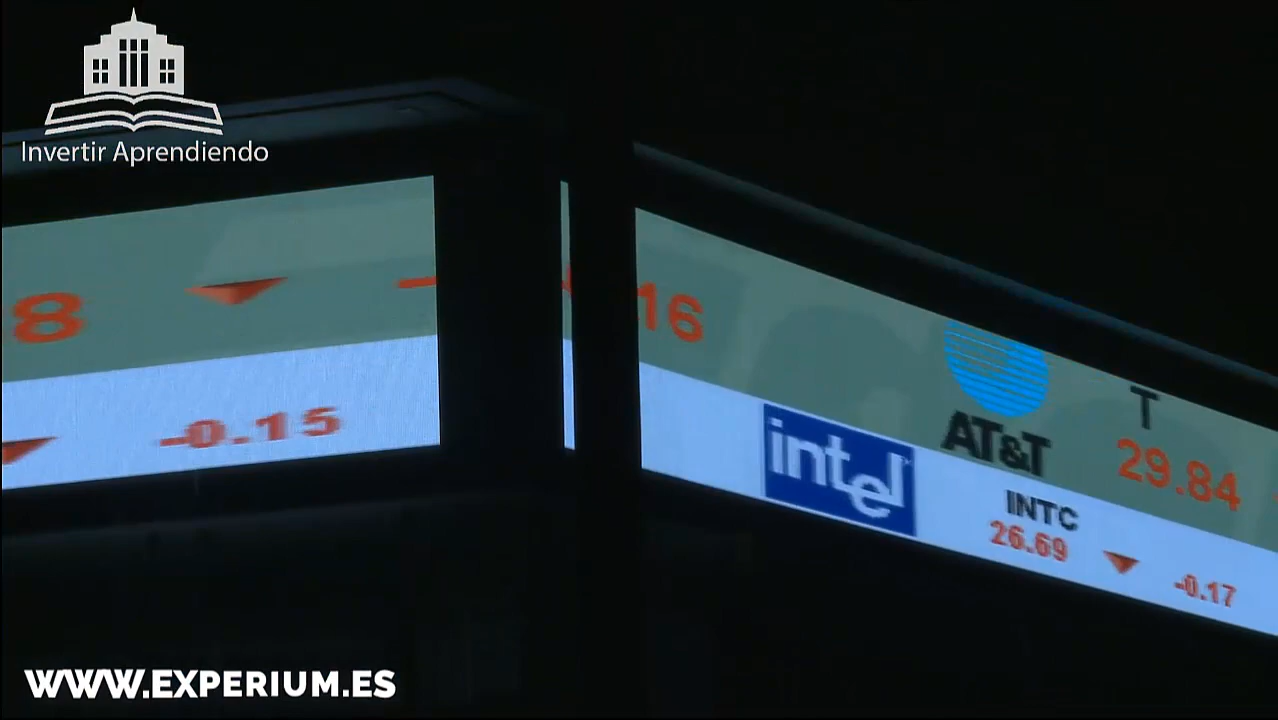 Invertir Aprendiendo
8
-0.15
16
AT&T
T
29.84
intel
INTC
26.69
-0.17
WWW.EXPERIUM.ES